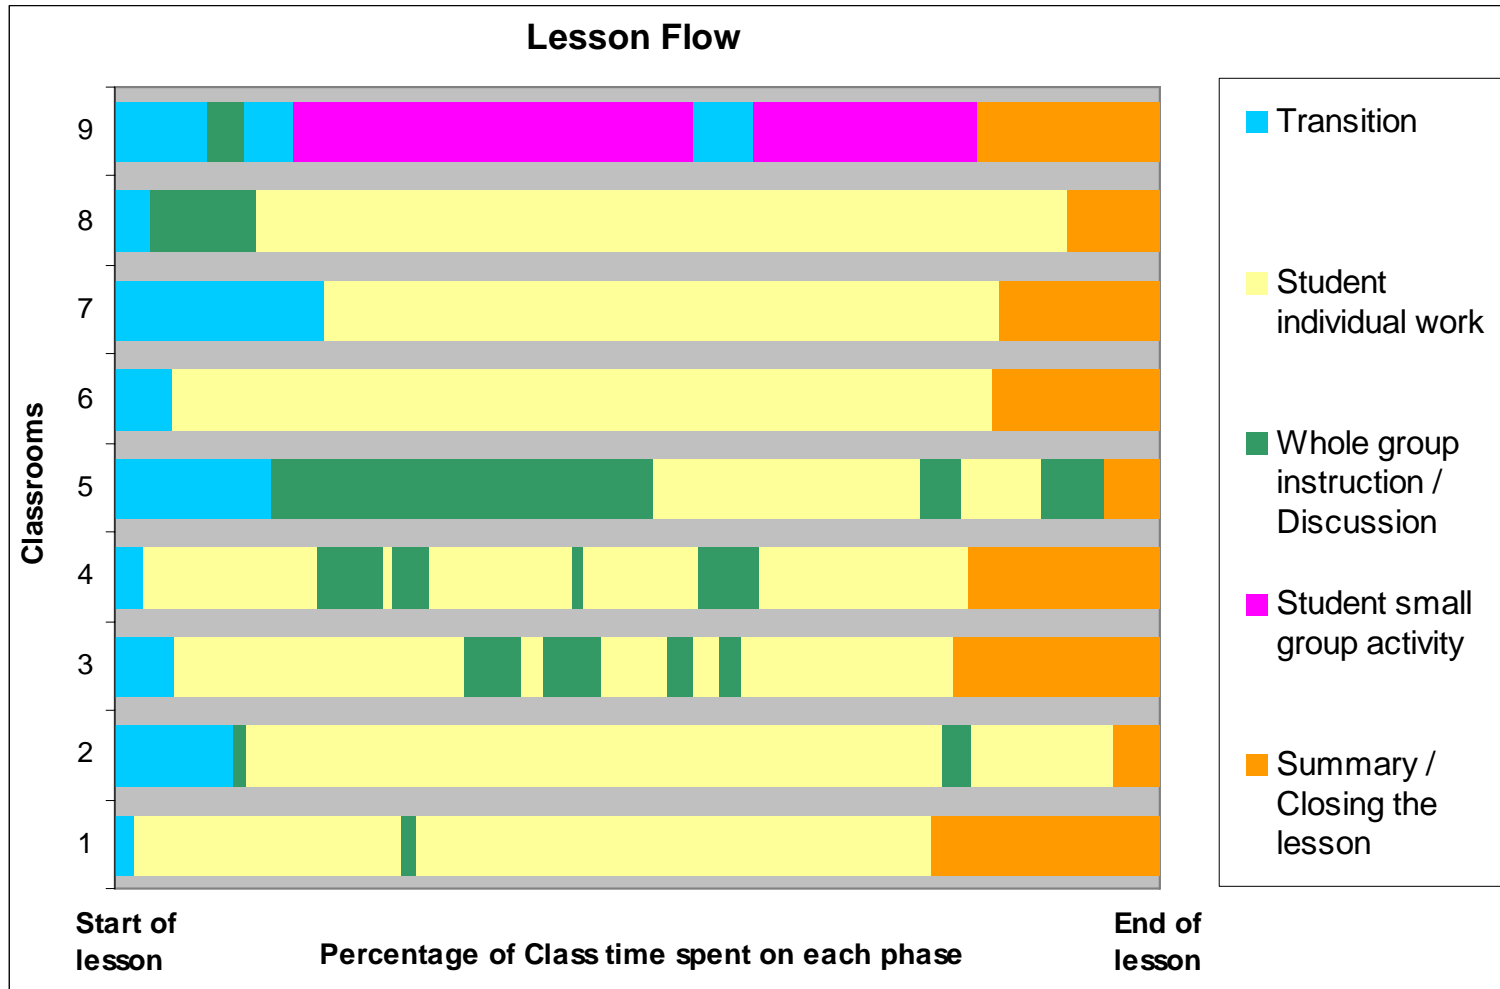 Lesson Flow
Classrooms
9
8
7
6
5
4
3
2
1
Start of
lesson
Percentage of Class time spent on each phase
End of
lesson
Transition
Student
individual work
Whole group
instruction /
Discussion
Student small
group activity
Summary /
Closing the
lesson